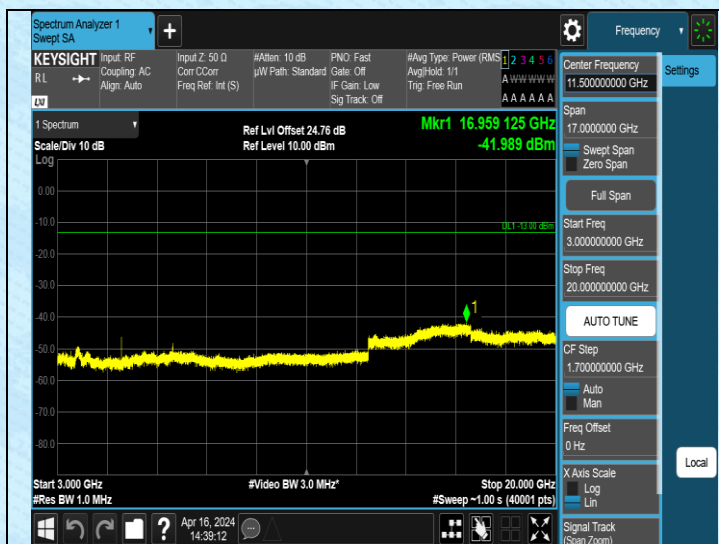 Spectrum Analyzer 1
Swept SA
+
Frequency
KEYSIGHT
RL
LXI
Input: RF
Coupling: AC
Align: Auto
Input Z: 50 Ω
Corr CCorr
Freq Ref: Int (S)
#Atten: 10 dB
µW Path: Standard
PNO: Fast
Gate: Off
IF Gain: Low
Sig Track: Off
#Avg Type: Power (RMS
Avg|Hold: 1/1
Trig: Free Run
1 2 3 4 5 6
A W W W W W
A A A A A A
1 Spectrum
Scale/Div 10 dB
Ref Lvl Offset 24.76 dB
Ref Level 10.00 dBm
Mkr1 16.959 125 GHz
-41.989 dBm
Log
0.00
-10.0
-20.0
-30.0
-40.0
-50.0
-60.0
-70.0
-80.0
DL1 -13.00 dBm
1
Start 3.000 GHz
#Res BW 1.0 MHz
#Video BW 3.0 MHz*
Stop 20.000 GHz
#Sweep ~1.00 s (40001 pts)
?
Apr 16, 2024
14:39:12
Center Frequency
11.50000000 GHz
Settings
Span
17.0000000 GHz
Swept Span
Zero Span
Full Span
Start Freq
3.000000000 GHz
Stop Freq
20.000000000 GHz
AUTO TUNE
CF Step
1.700000000 GHz
Auto
Man
Freq Offset
0 Hz
X Axis Scale
Log
Lin
Signal Track
(Span Zoom)
Local